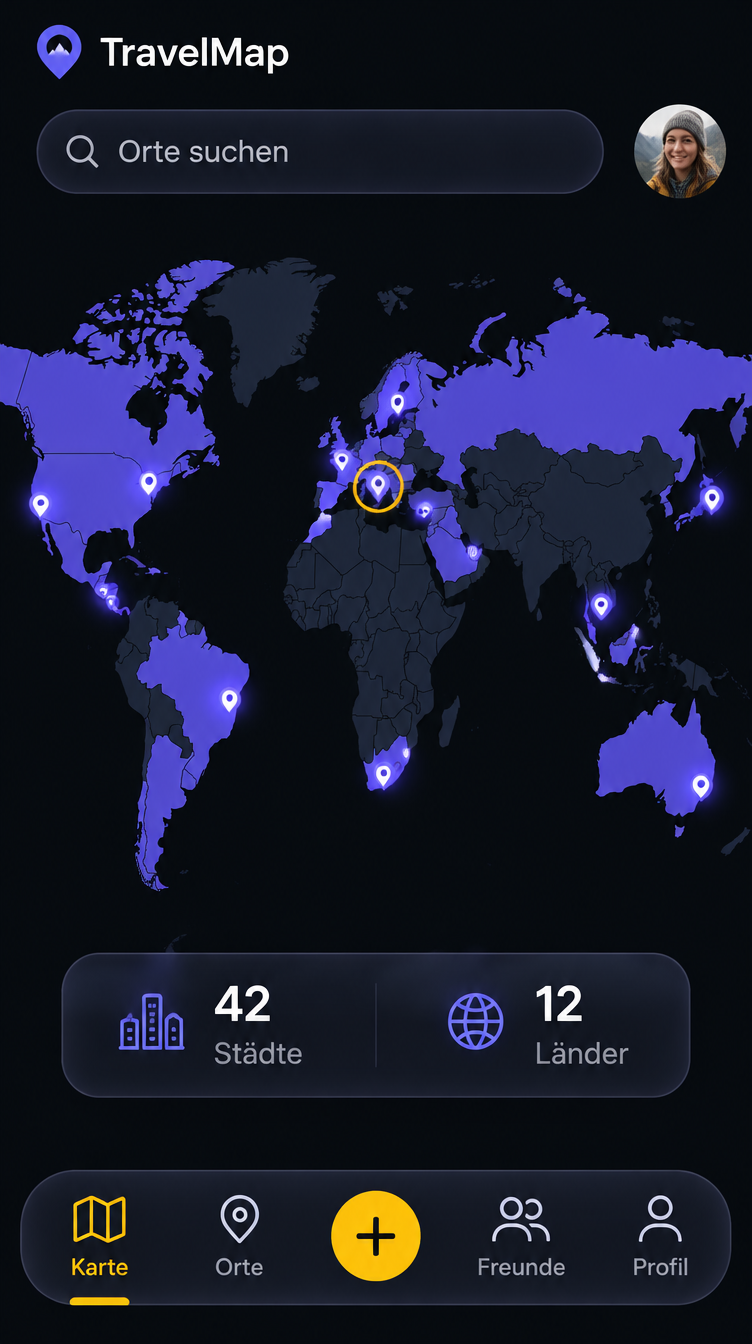 TravelMap
Orte suchen
42
Städte
12
Länder
Karte
Orte
Freunde
Profil